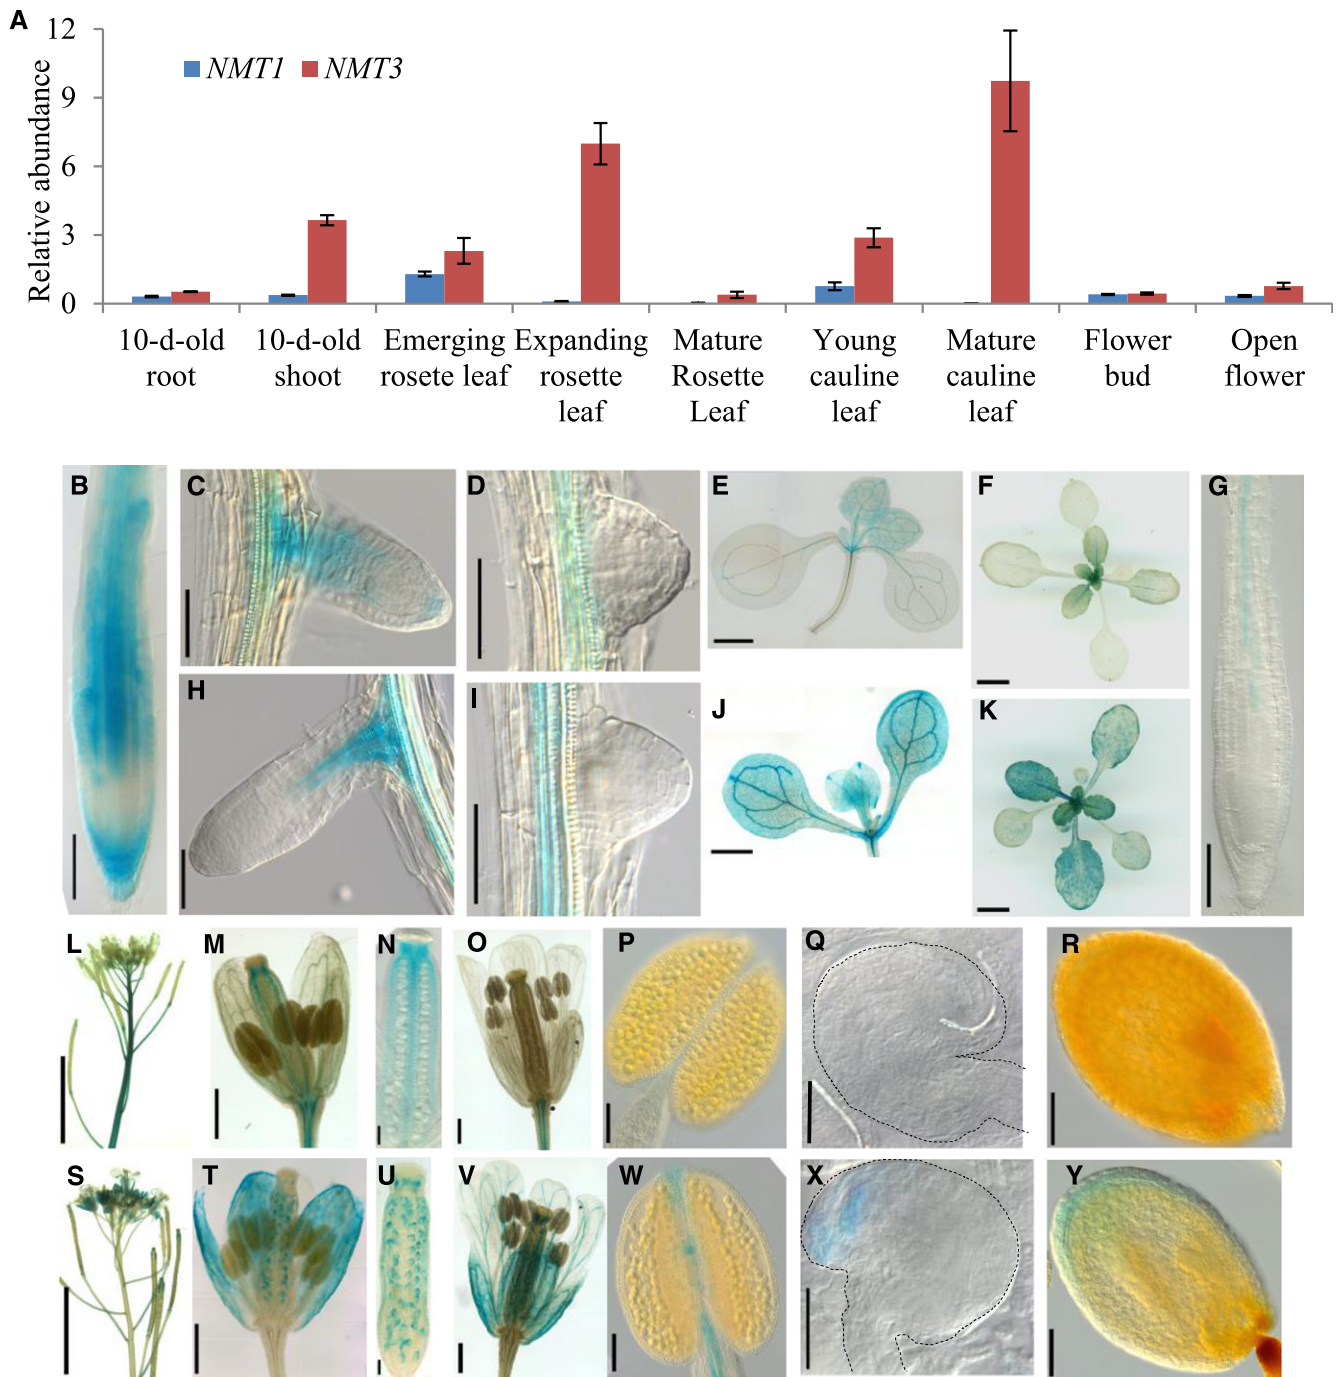 A
12
9
6
3
0
Relative abundance
NMT1 NMT3
10-d-old
root
10-d-old
shoot
Emerging
rosete leaf
Expanding
rosette
leaf
Mature
Rosette
Leaf
Young
cauline
leaf
Mature
cauline
leaf
Flower
bud
Open
flower
B
C
D
E
F
G
H
I
J
K
L
M
N
O
P
Q
R
S
T
U
V
W
X
Y